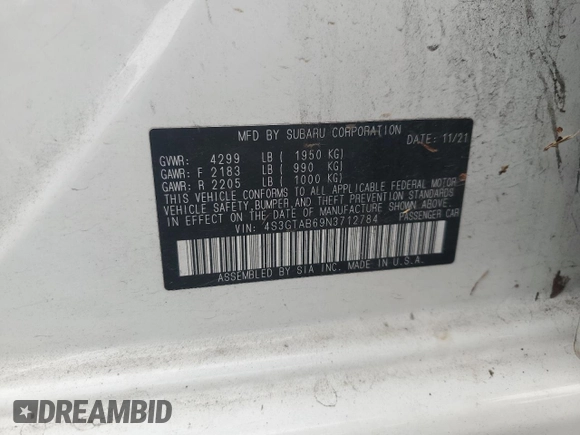 MFD BY SUBARU CORPORATION DATE: 11/21
GVWR: 4299 LB ( 1950 KG)
GAWR: F 2183 LB ( 990 KG)
GAWR: R 2205 LB ( 1000 KG)
THIS VEHICLE CONFORMS TO ALL APPLICABLE FEDERAL MOTOR
VEHICLE SAFETY,BUMPER,AND THEFT PREVENTION STANDARDS
IN EFFECT ON THE DATE OF MANUFACTURE SHOWN ABOVE.
VIN: 4S3GTAB69N3712784 PASSENGER CAR
ASSEMBLED BY SIA INC. MADE IN U.S.A.
DREAMBID